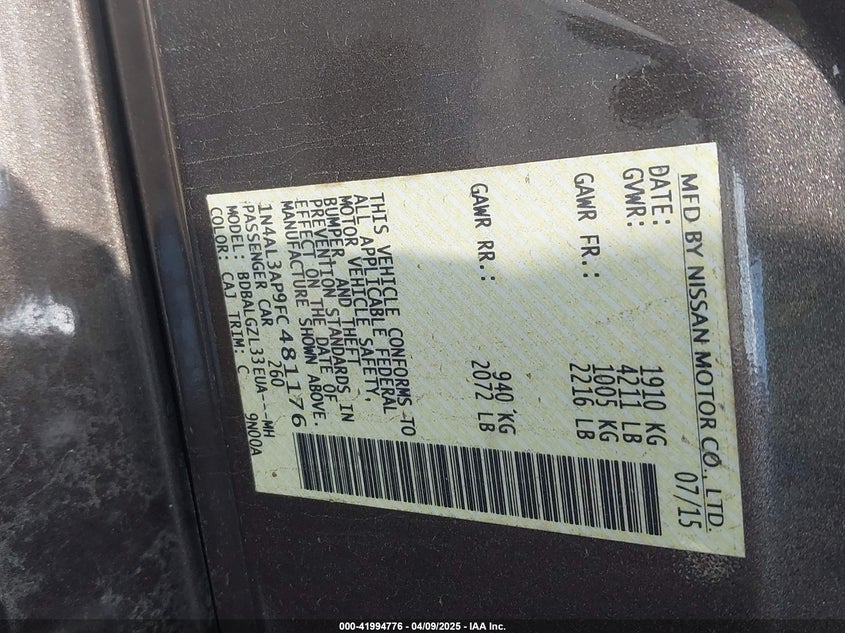 MFD BY NISSAN MOTOR CO., LTD.
DATE: 07/15
GVWR: 1910 KG
4211 LB
GAWR FR.: 1005 KG
2216 LB
GAWR RR.: 940 KG
2072 LB
THIS VEHICLE CONFORMS TO
ALL APPLICABLE FEDERAL
MOTOR VEHICLE SAFETY,
BUMPER, AND THEFT
PREVENTION STANDARDS IN
EFFECT ON THE DATE OF
MANUFACTURE SHOWN ABOVE.
1N4AL3AP9FC481176
PASSENGER CAR 260
MODEL: BDBALGZL33EUA---MH
COLOR: CAJ TRIM: C 9N00A
000-41994776 - 04/09/2025 - IAA Inc.